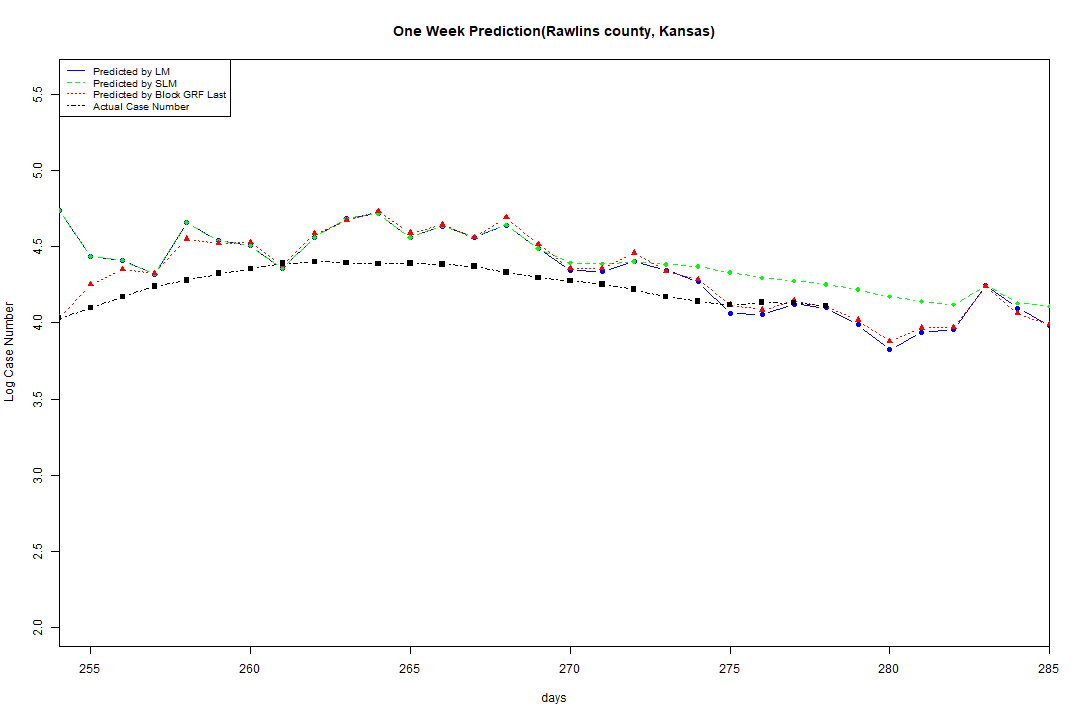 One Week Prediction(Rawlins county, Kansas)
Predicted by LM
Predicted by SLM
Predicted by Block GRF Last
Actual Case Number
5.5
5.0
4.5
4.0
3.5
3.0
2.5
2.0
Log Case Number
255 260 265 270 275 280 285
days